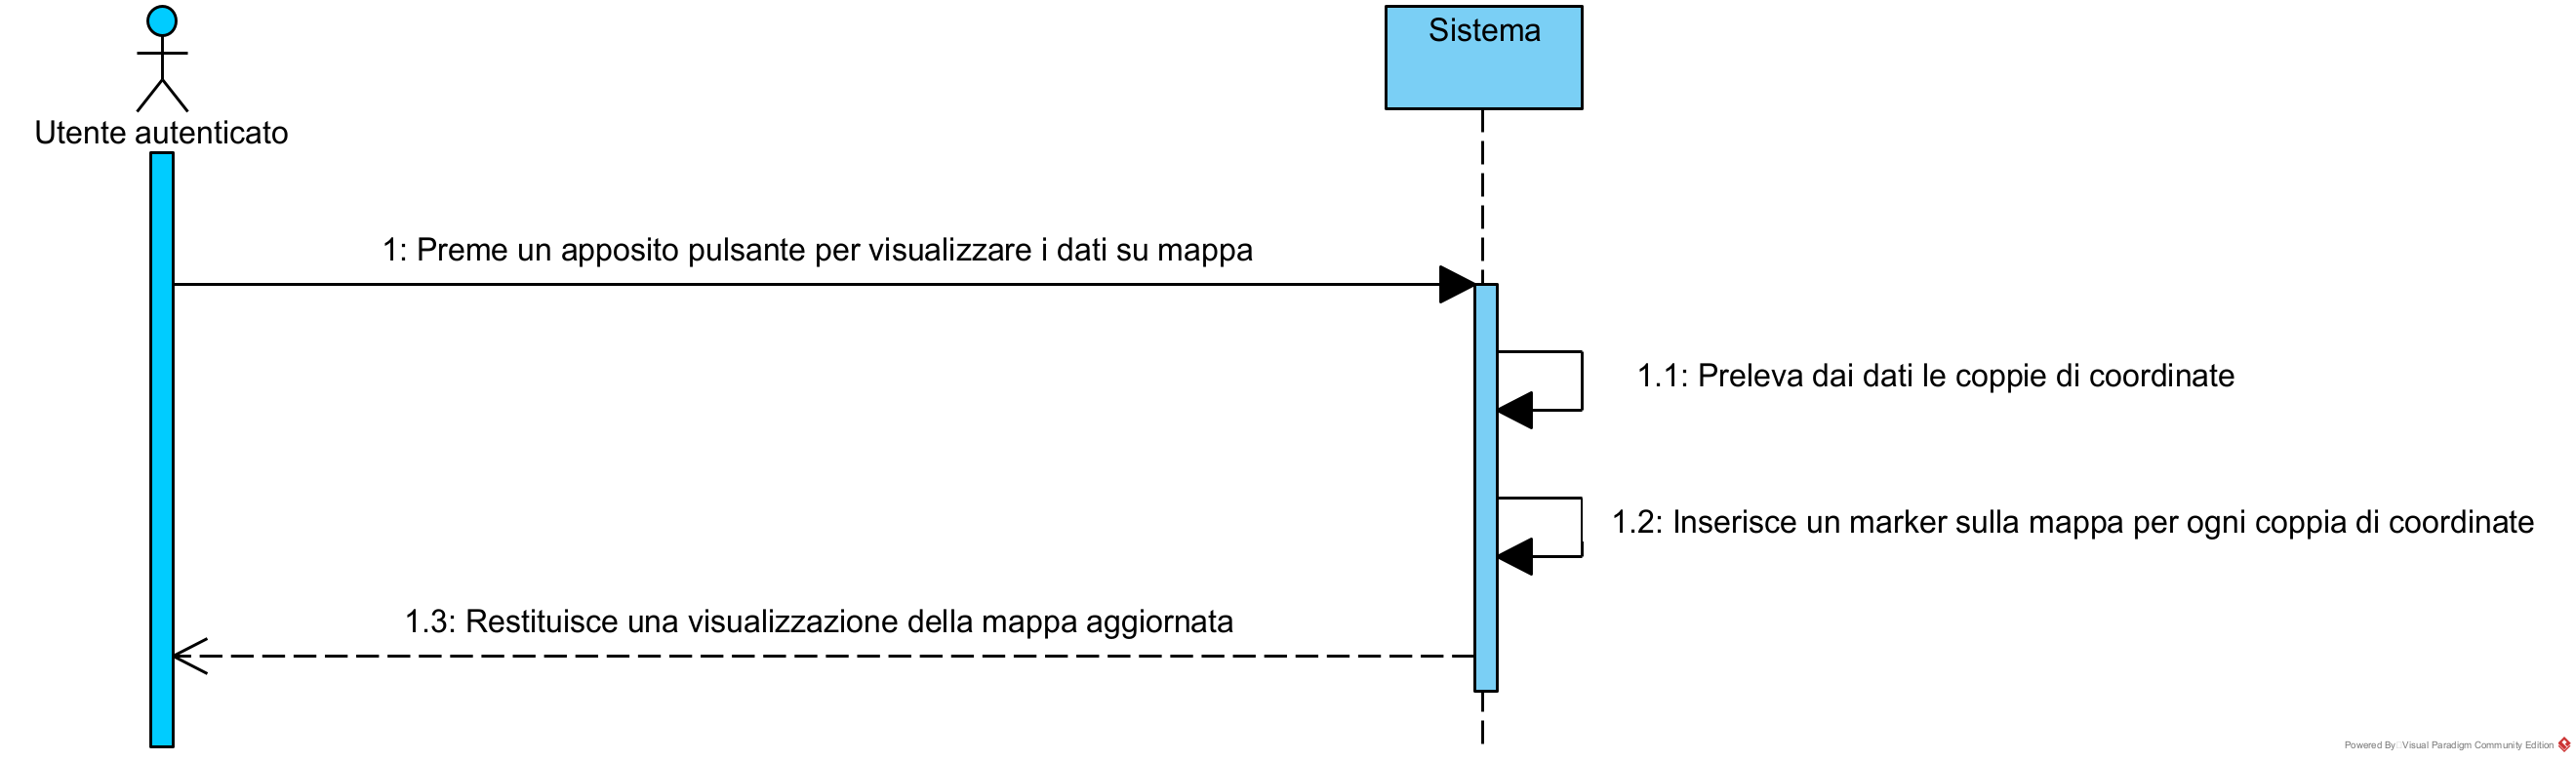 Sistema
Utente autenticato
1: Preme un apposito pulsante per visualizzare i dati su mappa
1.1: Preleva dai dati le coppie di coordinate
1.2: Inserisce un marker sulla mappa per ogni coppia di coordinate
1.3: Restituisce una visualizzazione della mappa aggiornata
Powered By Visual Paradigm Community Edition